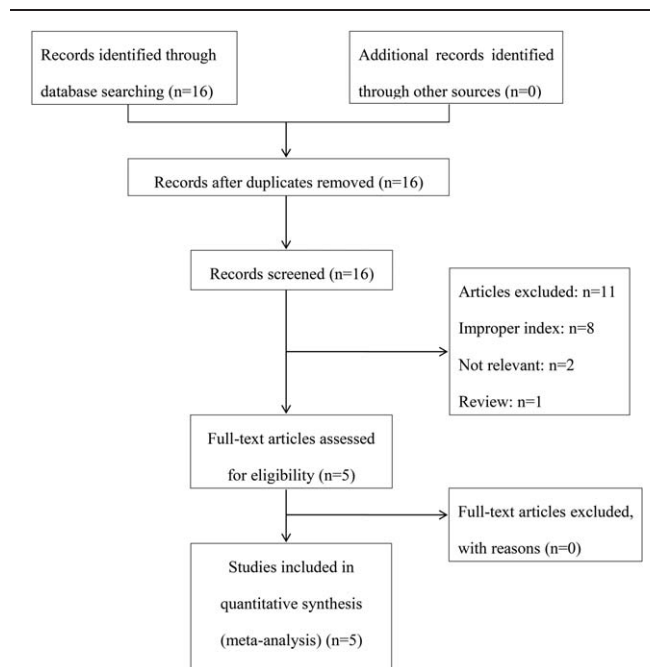 Records identified through
database searching (n=16)
Additional records identified
through other sources (n=0)
Records after duplicates removed (n=16)
Records screened (n=16)
Articles excluded: n=11
Improper index: n=8
Not relevant: n=2
Review: n=1
Full-text articles assessed
for eligibility (n=5)
Full-text articles excluded,
with reasons (n=0)
Studies included in
quantitative synthesis
(meta-analysis) (n=5)